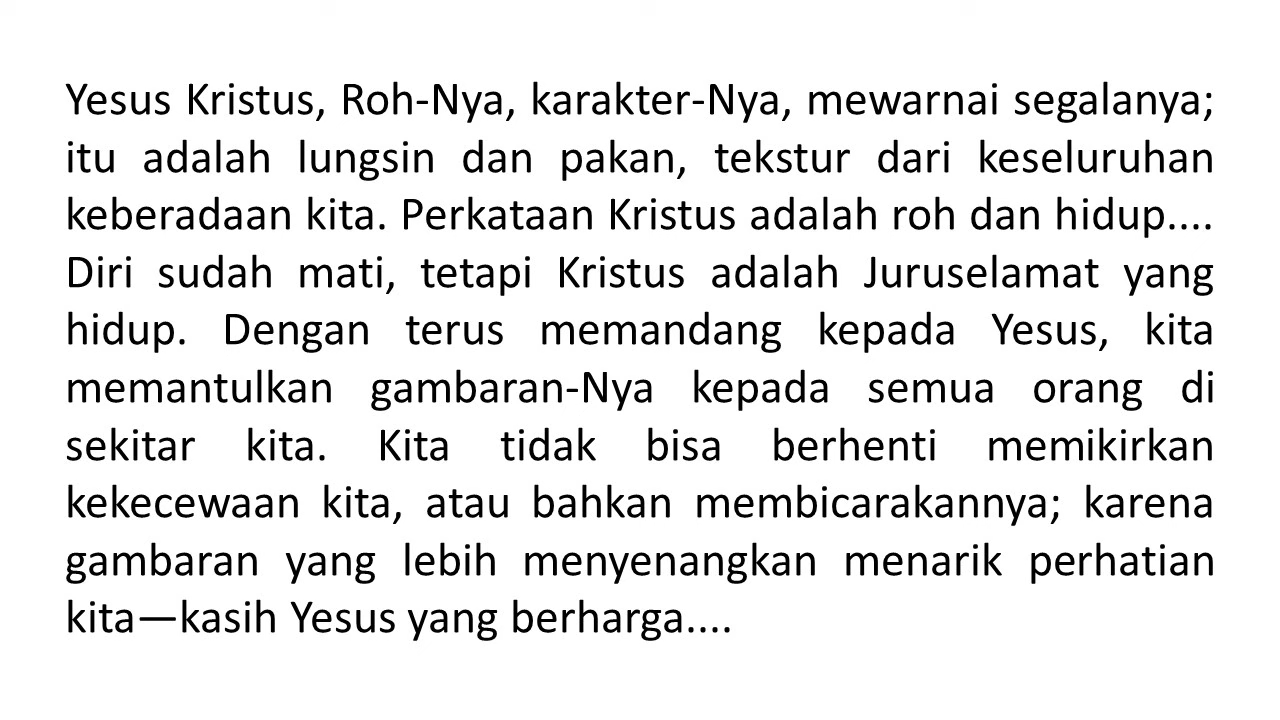 Yesus Kristus, Roh-Nya, karakter-Nya, mewarnai segalanya;
itu adalah lungsin dan pakan, tekstur dari keseluruhan
keberadaan kita. Perkataan Kristus adalah roh dan hidup....
Diri sudah mati, tetapi Kristus adalah Juruselamat yang
hidup. Dengan terus memandang kepada Yesus, kita
memantulkan gambaran-Nya kepada semua orang di
sekitar kita. Kita tidak bisa berhenti memikirkan
kekecewaan kita, atau bahkan membicarakannya; karena
gambaran yang lebih menyenangkan menarik perhatian
kita—kasih Yesus yang berharga....